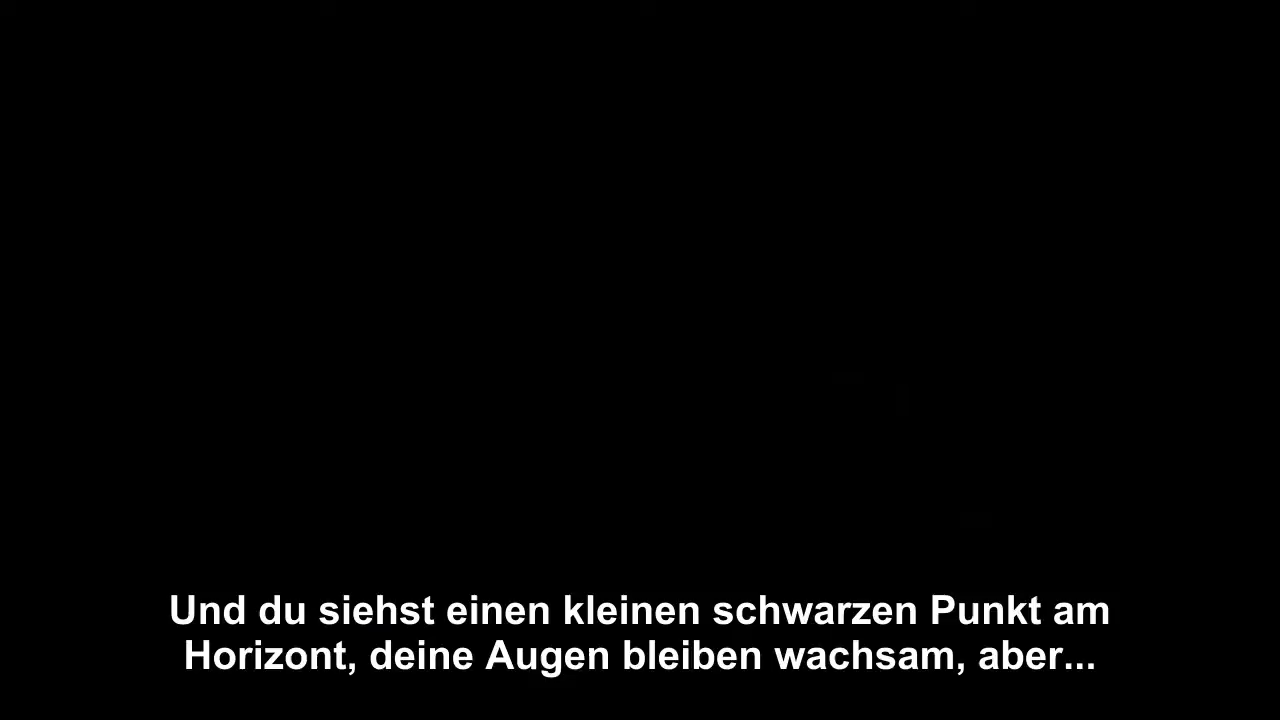 Und du siehst einen kleinen schwarzen Punkt am
Horizont, deine Augen bleiben wachsam, aber...